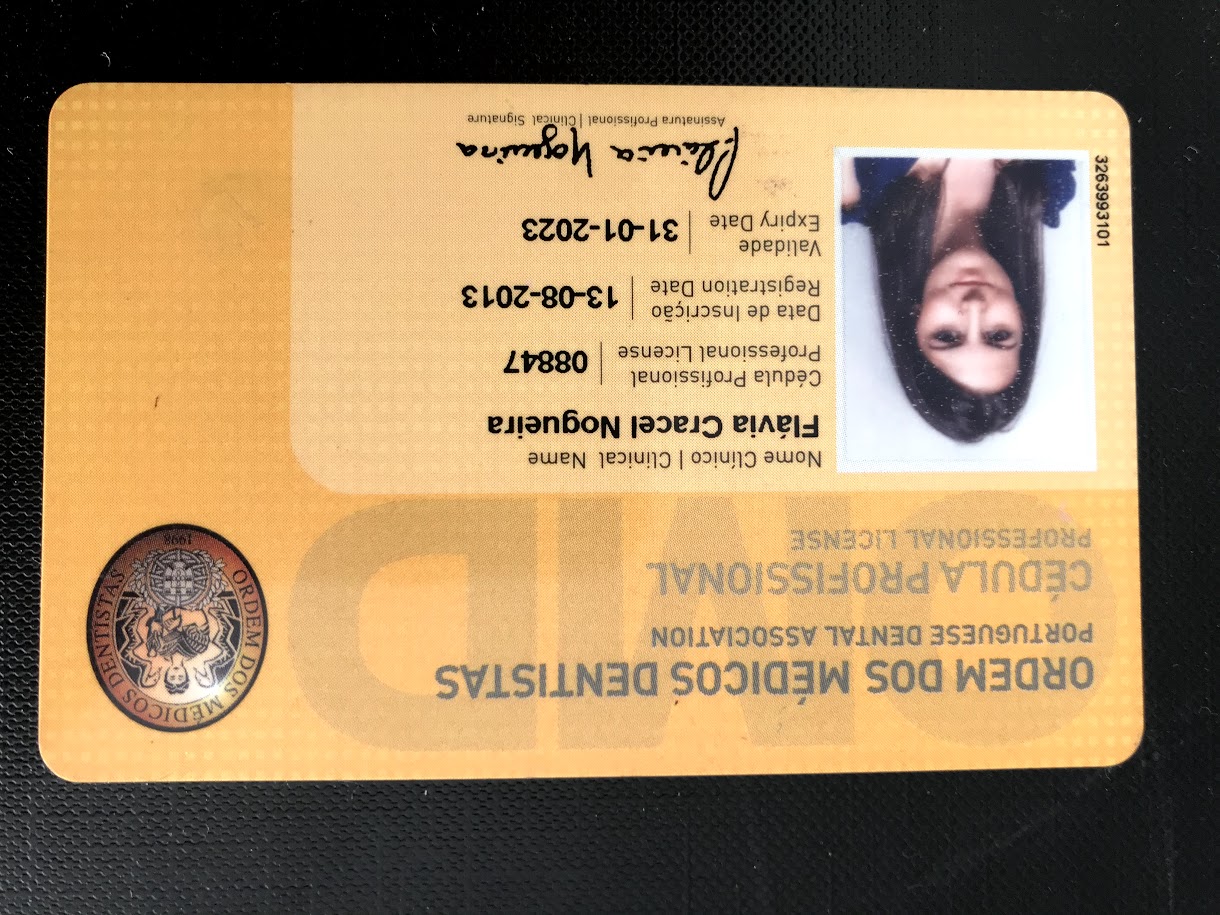 ORDEM DOS MÉDICOS DENTISTAS
PORTUGUESE DENTAL ASSOCIATION
CÉDULA PROFISSIONAL
PROFESSIONAL LICENSE
OMD
ORDEM DOS MÉDICOS DENTISTAS
1998
Nome Clínico | Clinical Name
Flávia Cracel Nogueira
Cédula Profissional
Professional License
08847
Data de Inscrição
Registration Date
13-08-2013
Validade
Expiry Date
31-01-2023
Flávia Nogueira
Assinatura Profissional | Clinical Signature
3263993101